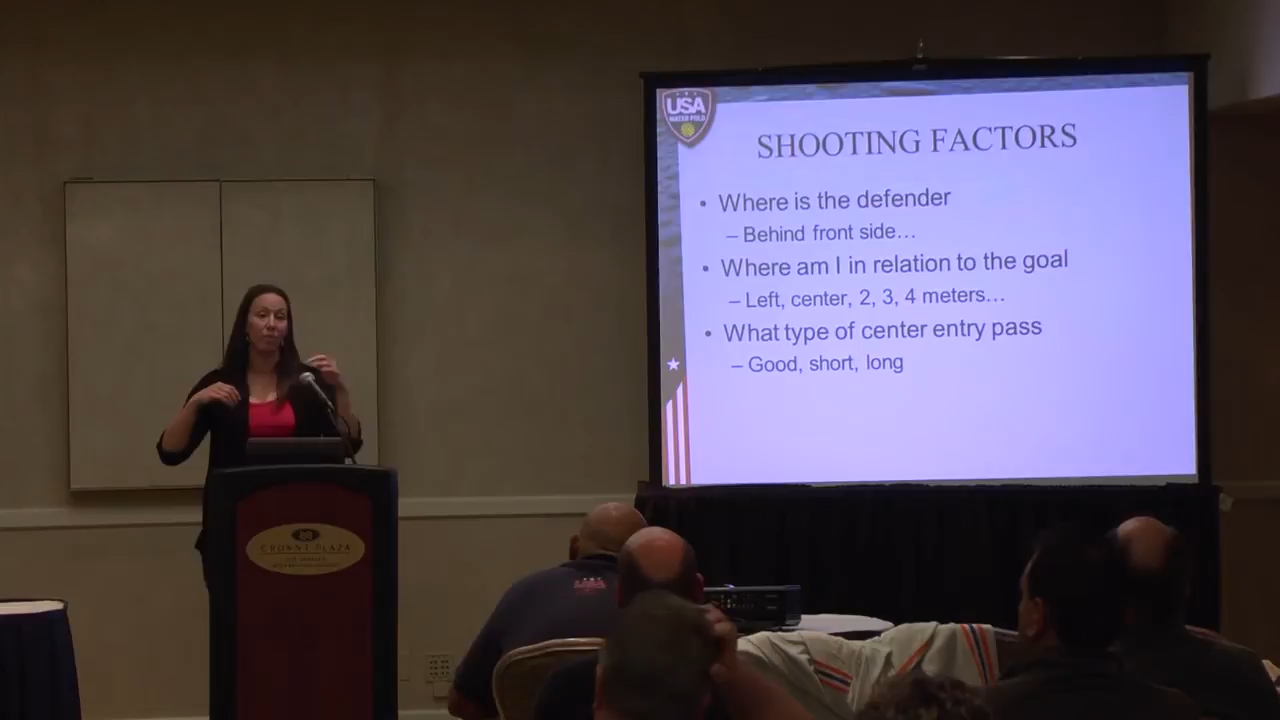 USA
WATER POLO
SHOOTING FACTORS
• Where is the defender
– Behind front side…
• Where am I in relation to the goal
– Left, center, 2, 3, 4 meters…
• What type of center entry pass
– Good, short, long
CROWNE PLAZA
USA